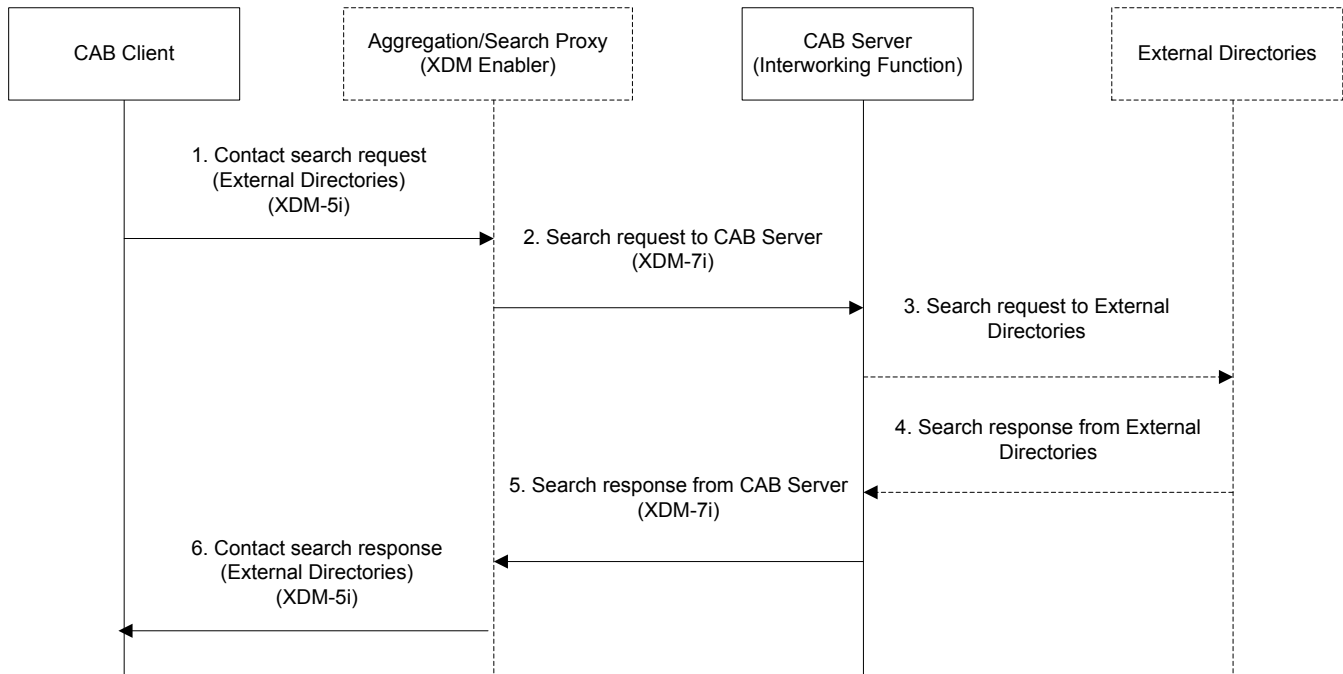 CAB Client
Aggregation/Search Proxy
(XDM Enabler)
CAB Server
(Interworking Function)
External Directories
1. Contact search request
(External Directories)
(XDM-5i)
2. Search request to CAB Server
(XDM-7i)
3. Search request to External
Directories
4. Search response from External
Directories
5. Search response from CAB Server
(XDM-7i)
6. Contact search response
(External Directories)
(XDM-5i)